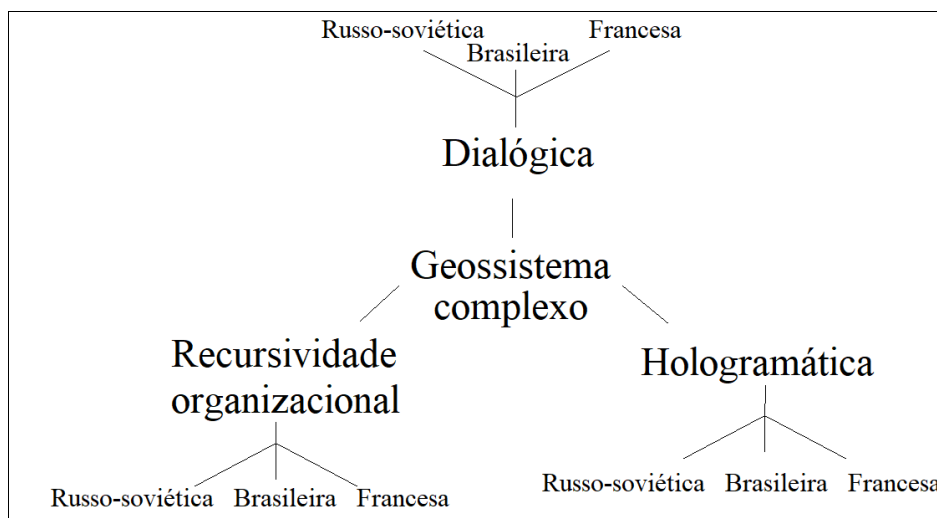 Russo-soviética Francesa
Brasileira
Dialógica
Geossistema
complexo
Recursividade
organizacional
Hologramática
Russo-soviética Brasileira Francesa
Russo-soviética Brasileira Francesa